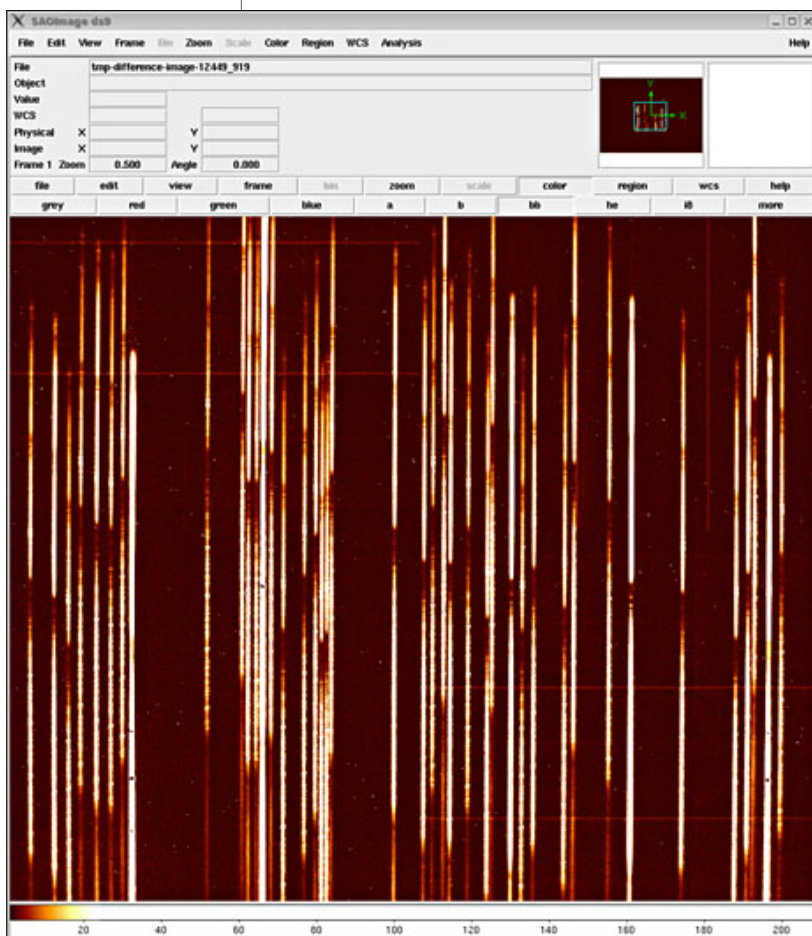 SAOImage ds9
File Edit View Frame Bin Zoom Scale Color Region WCS Analysis Help
File tmp-difference-image-12449_919
Object
Value
WCS
Physical X Y
Image X Y
Frame 1 Zoom 0.500 Angle 0.000
Y
X
file edit view frame bin zoom scale color region wcs help
grey red green blue a b bb he i8 more
20 40 60 80 100 120 140 160 180 200